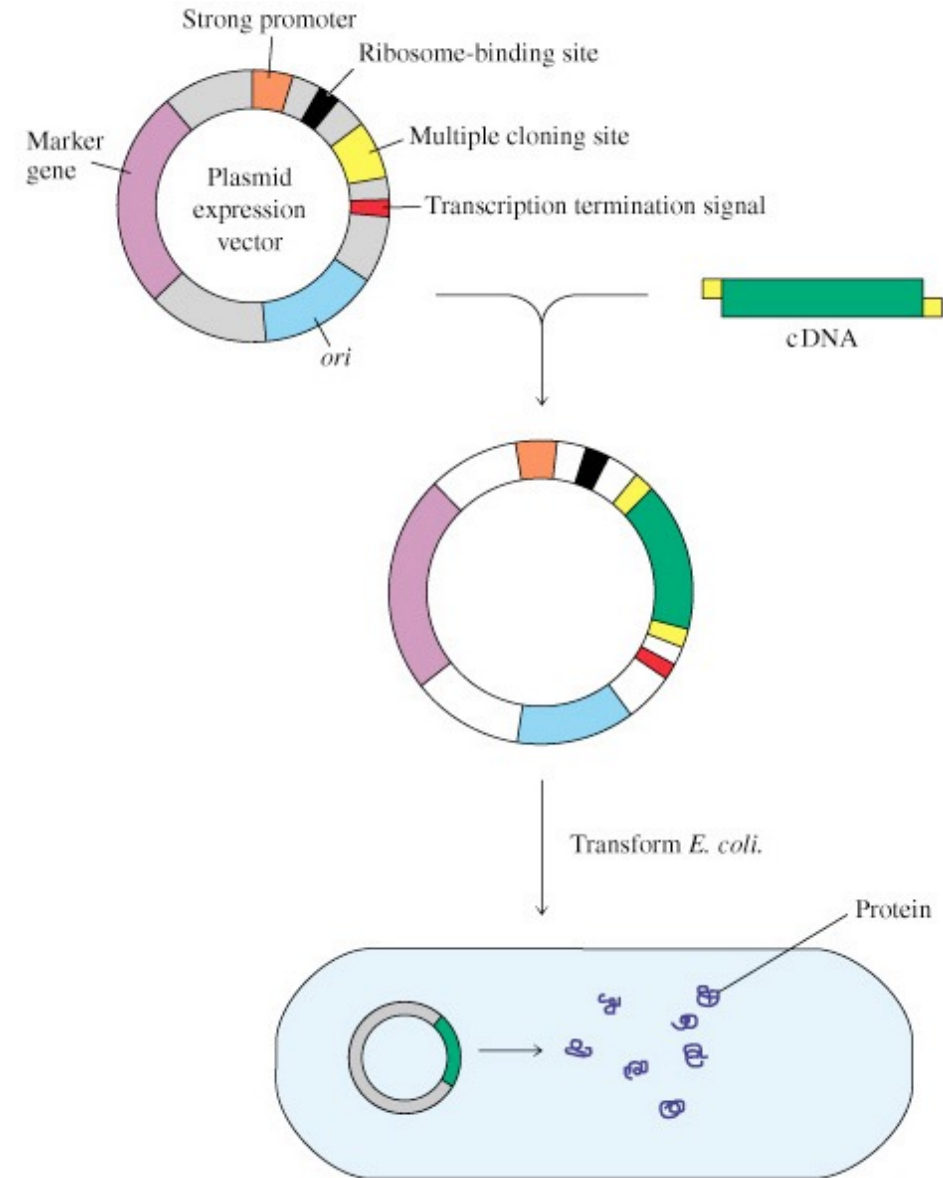 Strong promoter
Ribosome-binding site
Marker
gene
Multiple cloning site
Plasmid
expression
vector
Transcription termination signal
ori
cDNA
Transform E. coli.
Protein